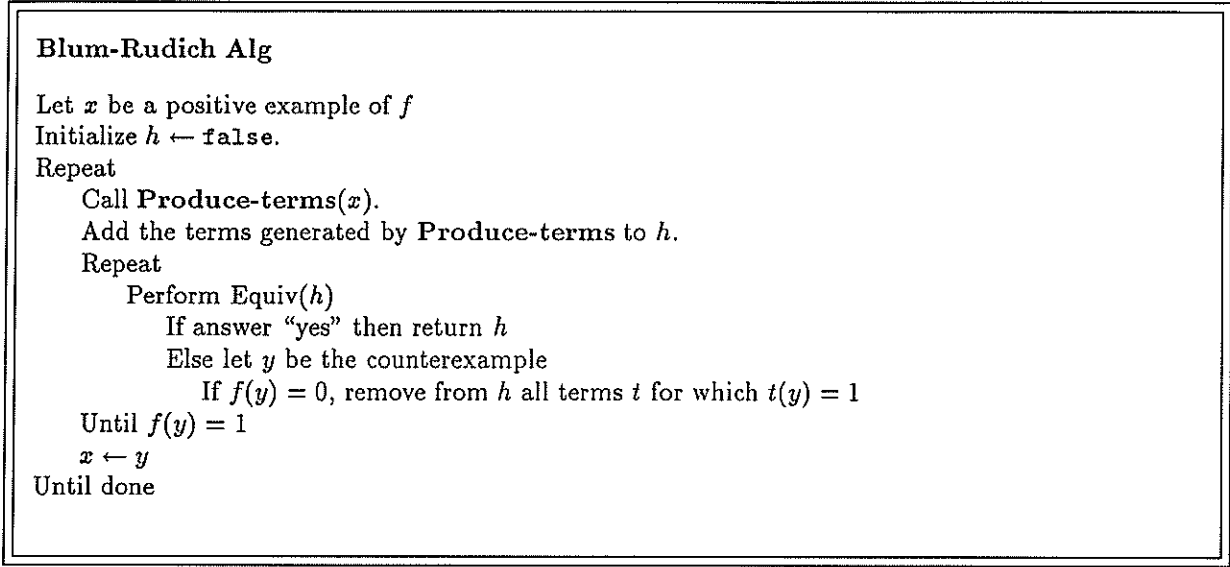 Blum-Rudich Alg
Let x be a positive example of f
Initialize h ← false.
Repeat
Call Produce-terms(x).
Add the terms generated by Produce-terms to h.
Repeat
Perform Equiv(h)
If answer “yes” then return h
Else let y be the counterexample
If f(y) = 0, remove from h all terms t for which t(y) = 1
Until f(y) = 1
x ← y
Until done